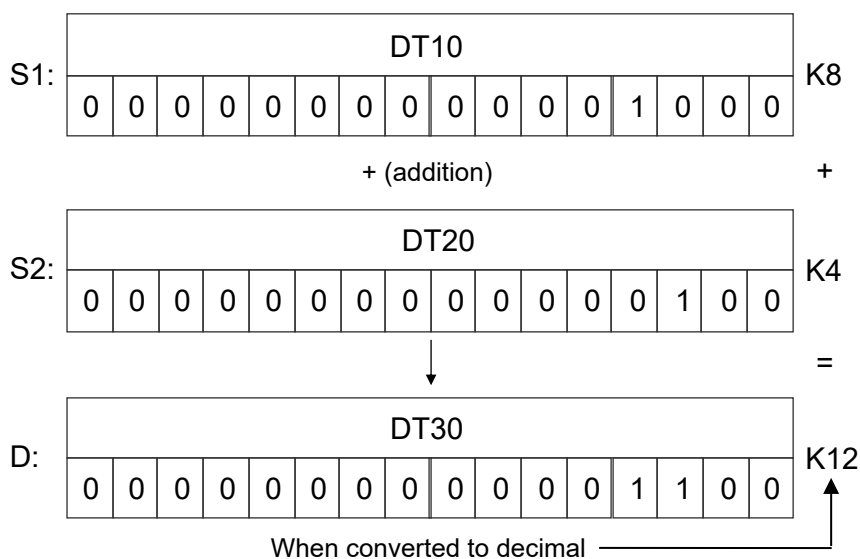 DT10
S1: K8
0 0 0 0 0 0 0 0 0 0 0 0 1 0 0 0
+ (addition) +
DT20
S2: K4
0 0 0 0 0 0 0 0 0 0 0 0 0 1 0 0
=
DT30
D: K12
0 0 0 0 0 0 0 0 0 0 0 0 1 1 0 0
When converted to decimal